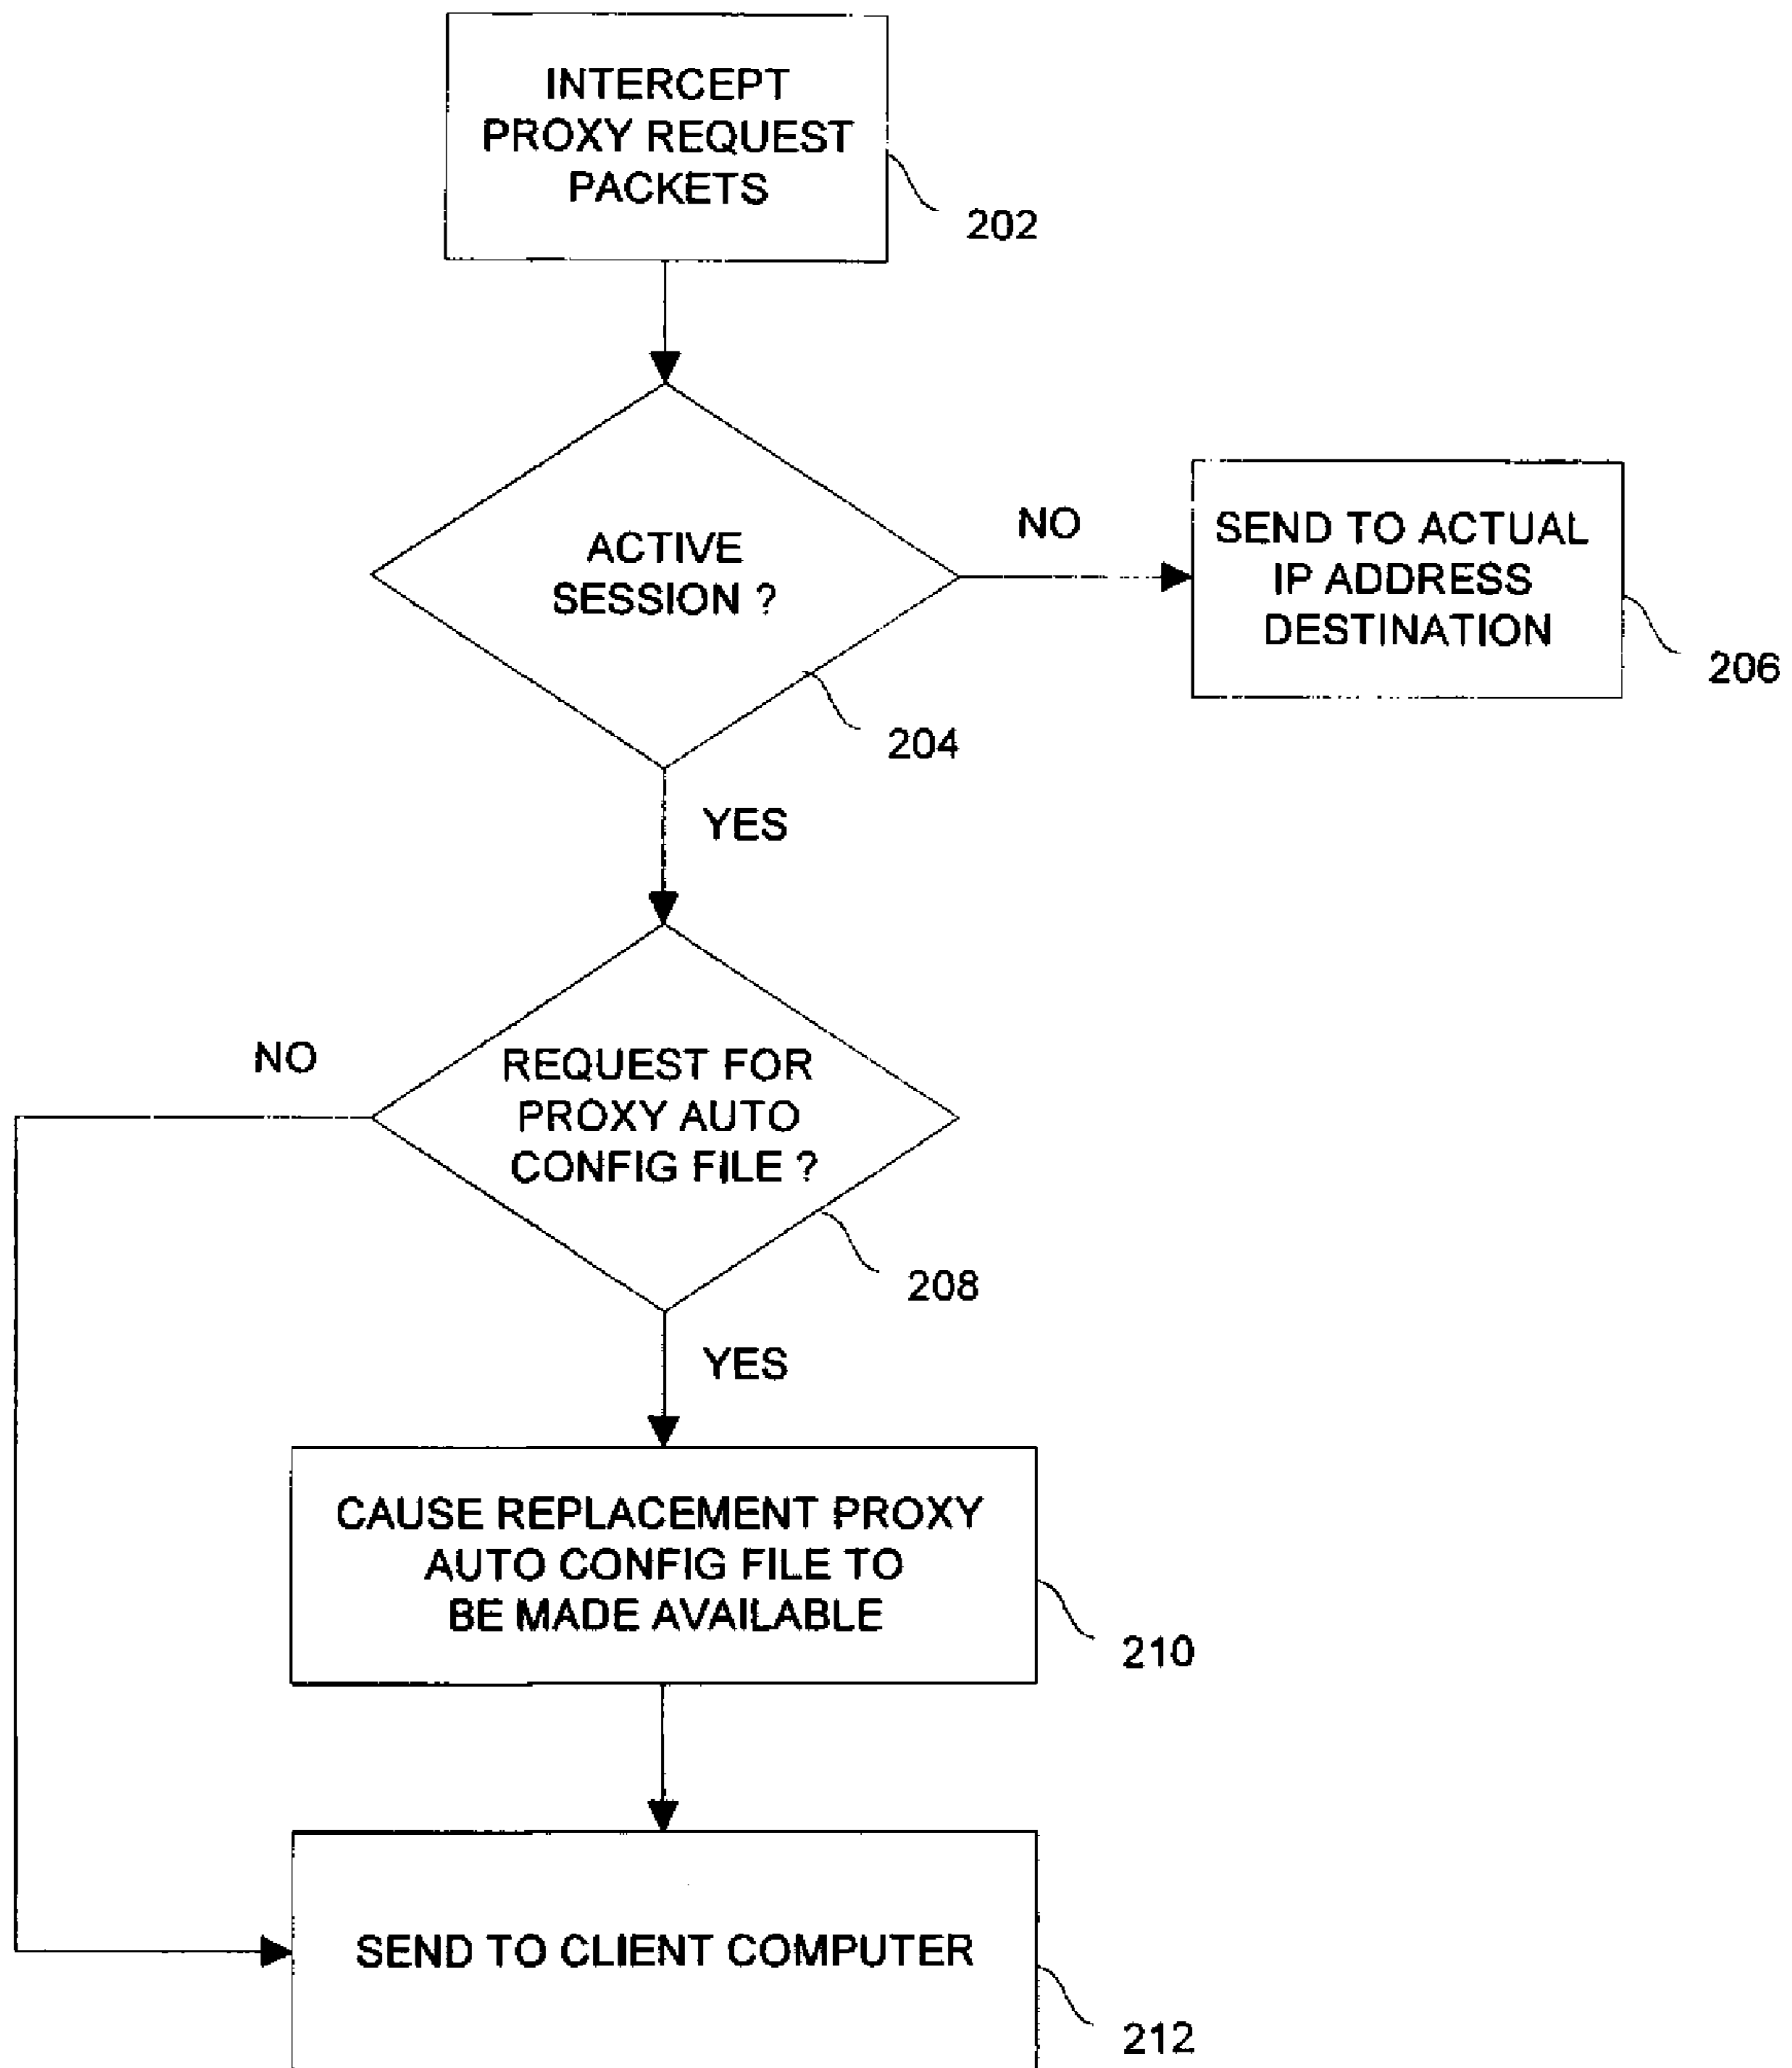 INTERCEPT
PROXY REQUEST
PACKETS
202
ACTIVE
SESSION ?
204
NO
SEND TO ACTUAL
IP ADDRESS
DESTINATION
206
YES
REQUEST FOR
PROXY AUTO
CONFIG FILE ?
208
NO
YES
CAUSE REPLACEMENT PROXY
AUTO CONFIG FILE TO
BE MADE AVAILABLE
210
SEND TO CLIENT COMPUTER
212